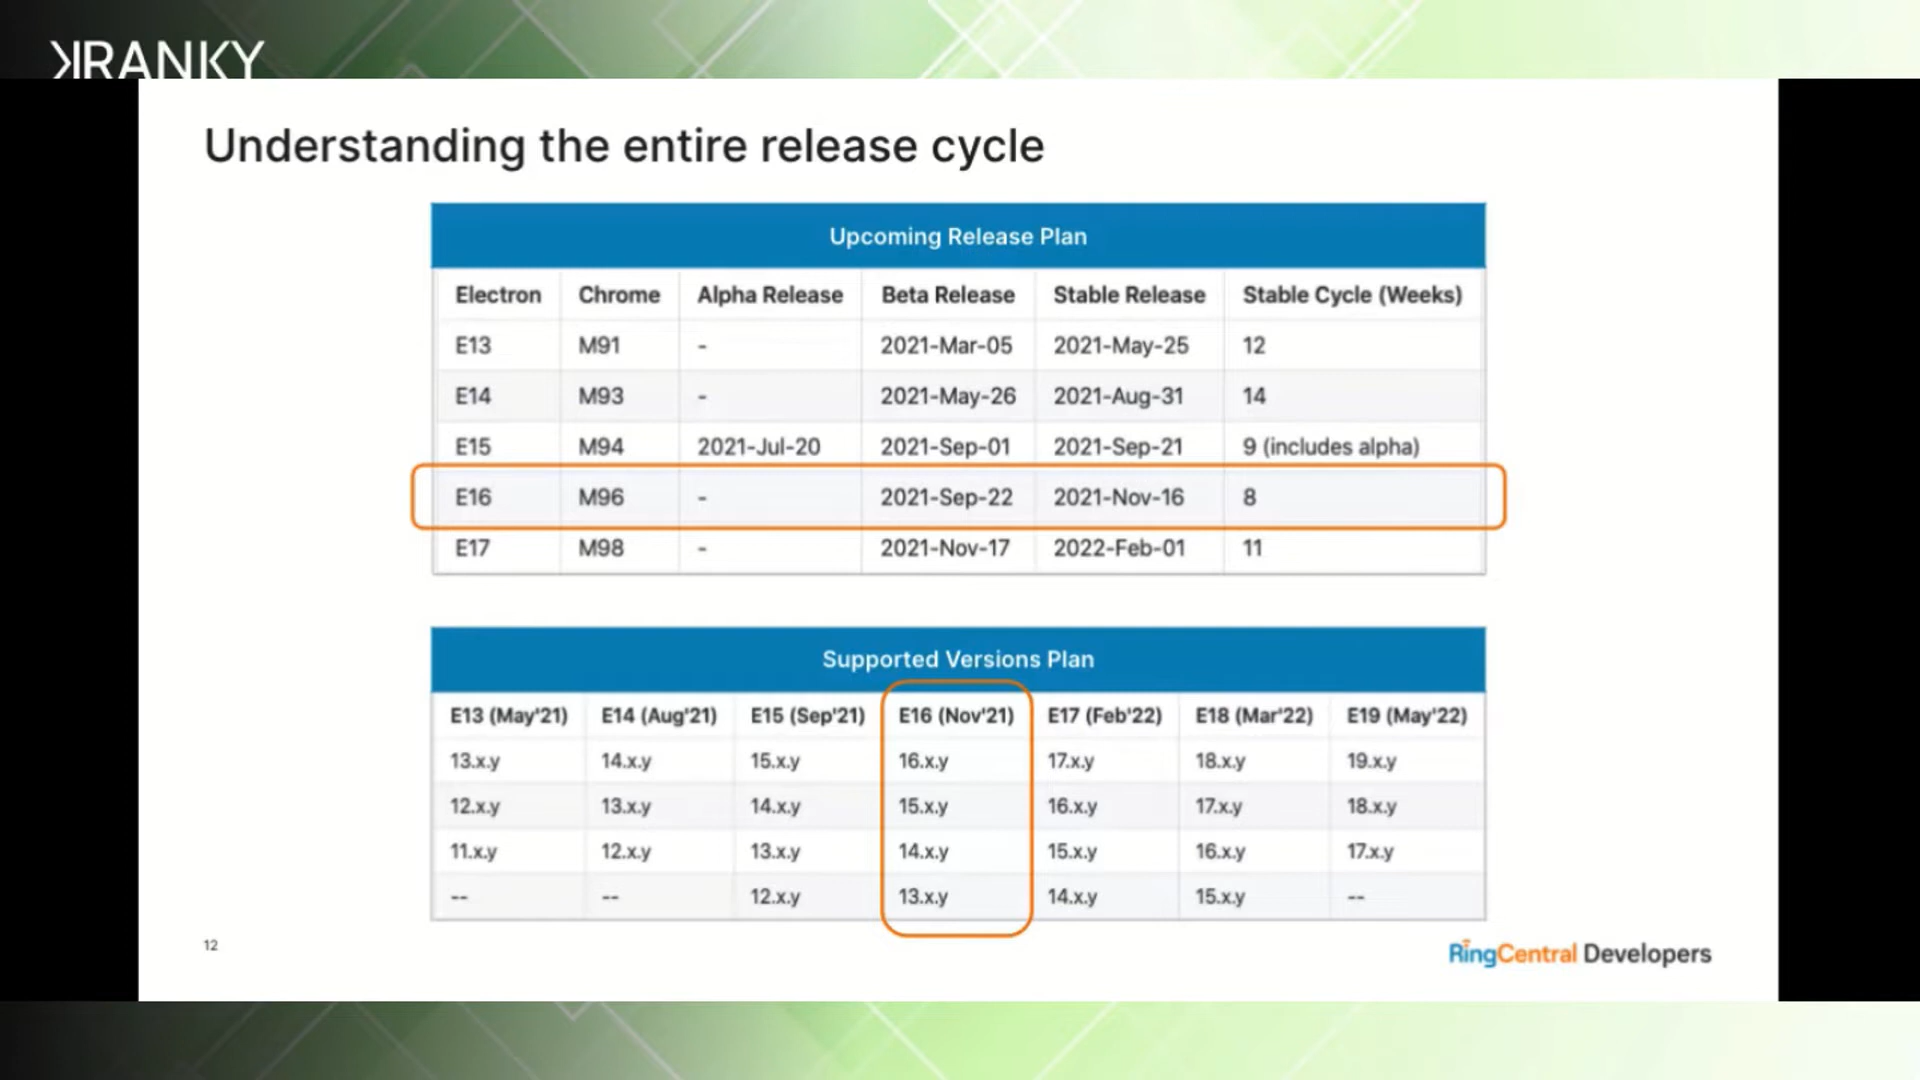 KRANKY
Understanding the entire release cycle
Upcoming Release Plan
Electron Chrome Alpha Release Beta Release Stable Release Stable Cycle (Weeks)
E13 M91 - 2021-Mar-05 2021-May-25 12
E14 M93 - 2021-May-26 2021-Aug-31 14
E15 M94 2021-Jul-20 2021-Sep-01 2021-Sep-21 9 (includes alpha)
E16 M96 - 2021-Sep-22 2021-Nov-16 8
E17 M98 - 2021-Nov-17 2022-Feb-01 11
Supported Versions Plan
E13 (May'21) E14 (Aug'21) E15 (Sep'21) E16 (Nov'21) E17 (Feb'22) E18 (Mar'22) E19 (May'22)
13.x.y 14.x.y 15.x.y 16.x.y 17.x.y 18.x.y 19.x.y
12.x.y 13.x.y 14.x.y 15.x.y 16.x.y 17.x.y 18.x.y
11.x.y 12.x.y 13.x.y 14.x.y 15.x.y 16.x.y 17.x.y
-- -- 12.x.y 13.x.y 14.x.y 15.x.y --
12
RingCentral Developers